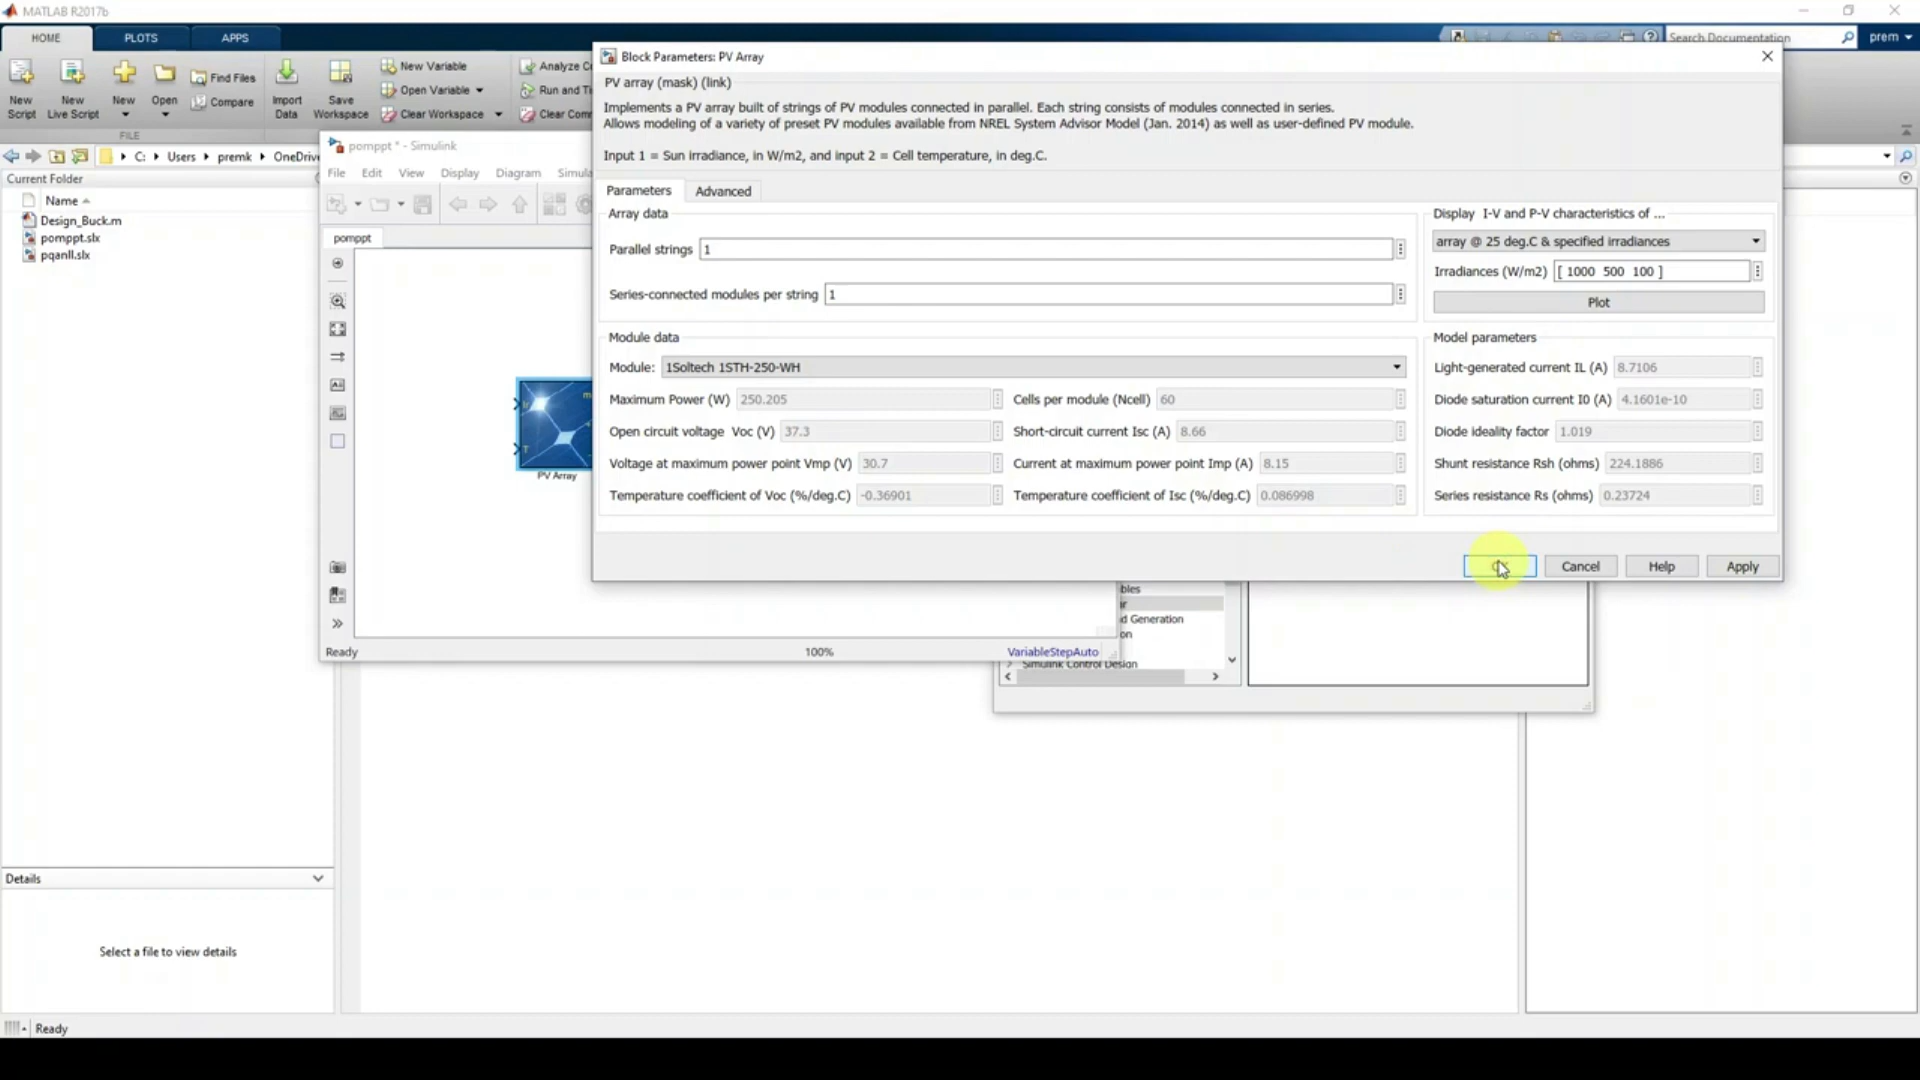 MATLAB R2017b
HOME PLOTS APPS
Search Documentation
prem
New Script
New Live Script
New
Open
Find Files
Compare
Import Data
Save Workspace
New Variable
Open Variable
Clear Workspace
Analyze
Run and
Clear
FILE
C: Users premk
Current Folder
Name
Design_Buck.m
pomppt.slx
pqanll.slx
Details
Select a file to view details
Ready
pomppt * - Simulink
File Edit View Display Diagram
pomppt
PV Array
Ready 100% VariableStepAuto
d Generation
Simulink Control Design
Block Parameters: PV Array
PV array (mask) (link)
Implements a PV array built of strings of PV modules connected in parallel. Each string consists of modules connected in series.
Allows modeling of a variety of preset PV modules available from NREL System Advisor Model (Jan. 2014) as well as user-defined PV module.
Input 1 = Sun irradiance, in W/m2, and input 2 = Cell temperature, in deg.C.
Parameters Advanced
Array data
Parallel strings 1
Series-connected modules per string 1
Display I-V and P-V characteristics of ...
array @ 25 deg.C & specified irradiances
Irradiances (W/m2) [ 1000 500 100 ]
Plot
Module data
Module: 1Soltech 1STH-250-WH
Maximum Power (W) 250.205 Cells per module (Ncell) 60
Open circuit voltage Voc (V) 37.3 Short-circuit current Isc (A) 8.66
Voltage at maximum power point Vmp (V) 30.7 Current at maximum power point Imp (A) 8.15
Temperature coefficient of Voc (%/deg.C) -0.36901 Temperature coefficient of Isc (%/deg.C) 0.086998
Model parameters
Light-generated current IL (A) 8.7106
Diode saturation current I0 (A) 4.1601e-10
Diode ideality factor 1.019
Shunt resistance Rsh (ohms) 224.1886
Series resistance Rs (ohms) 0.23724
Cancel Help Apply